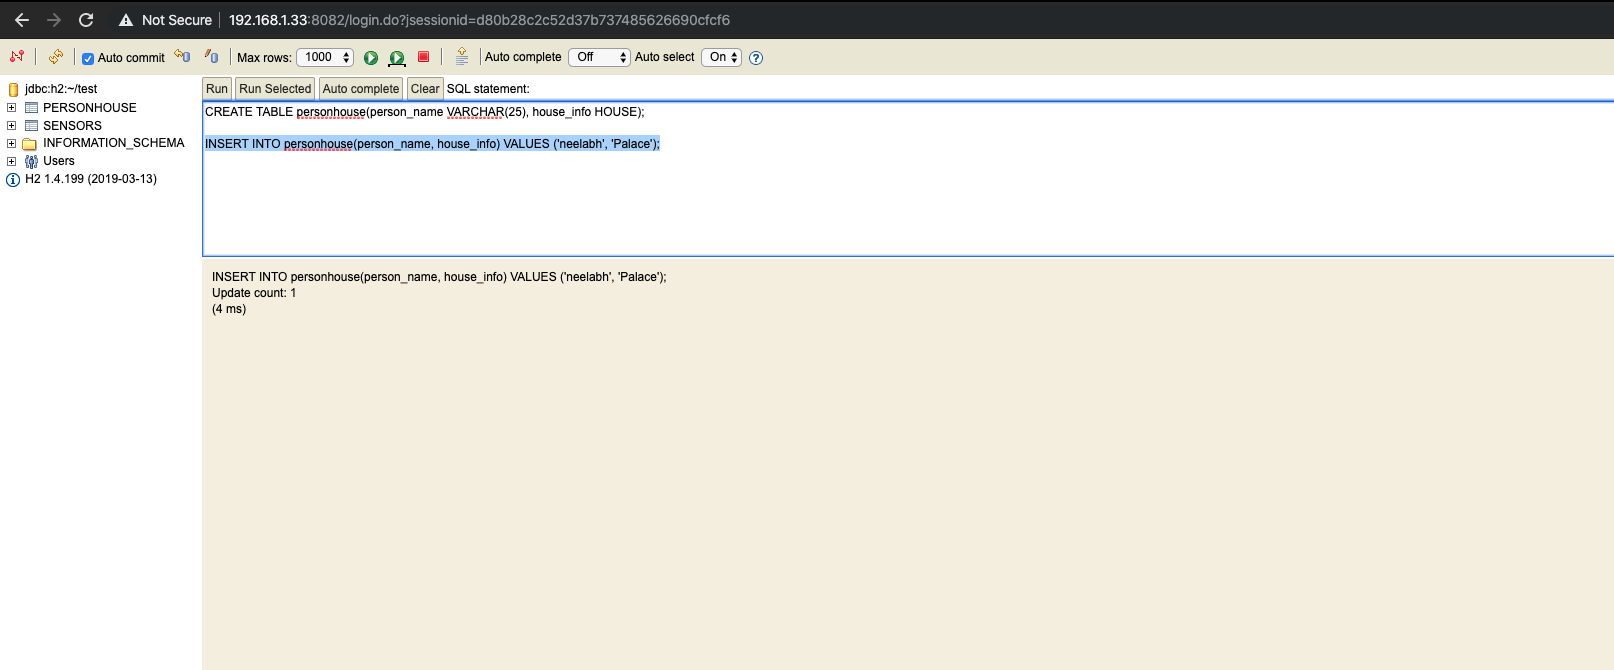 Not Secure 192.168.1.33:8082/login.do?jsessionid=d80b28c2c52d37b737485626690cfcf6
Auto commit Max rows: 1000 Auto complete Off Auto select On ?
jdbc:h2:~/test
PERSONHOUSE
SENSORS
INFORMATION_SCHEMA
Users
H2 1.4.199 (2019-03-13)
Run Run Selected Auto complete Clear SQL statement:
CREATE TABLE personhouse(person_name VARCHAR(25), house_info HOUSE);
INSERT INTO personhouse(person_name, house_info) VALUES ('neelabh', 'Palace');
INSERT INTO personhouse(person_name, house_info) VALUES ('neelabh', 'Palace');
Update count: 1
(4 ms)